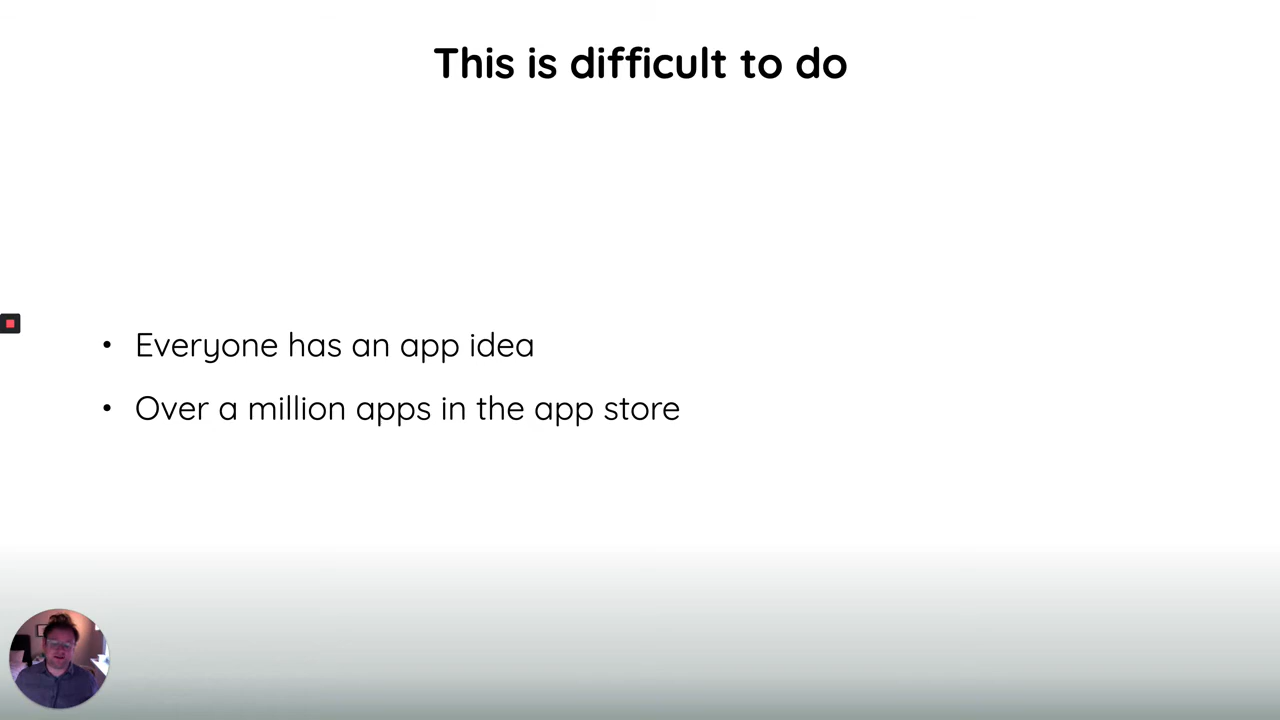 This is difficult to do
• Everyone has an app idea
• Over a million apps in the app store